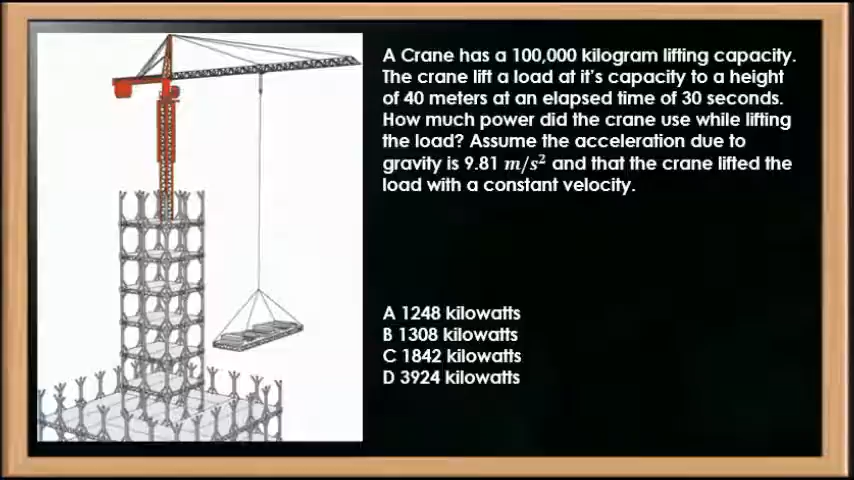 A Crane has a 100,000 kilogram lifting capacity.
The crane lift a load at it's capacity to a height
of 40 meters at an elapsed time of 30 seconds.
How much power did the crane use while lifting
the load? Assume the acceleration due to
gravity is 9.81 m/s² and that the crane lifted the
load with a constant velocity.
A 1248 kilowatts
B 1308 kilowatts
C 1842 kilowatts
D 3924 kilowatts